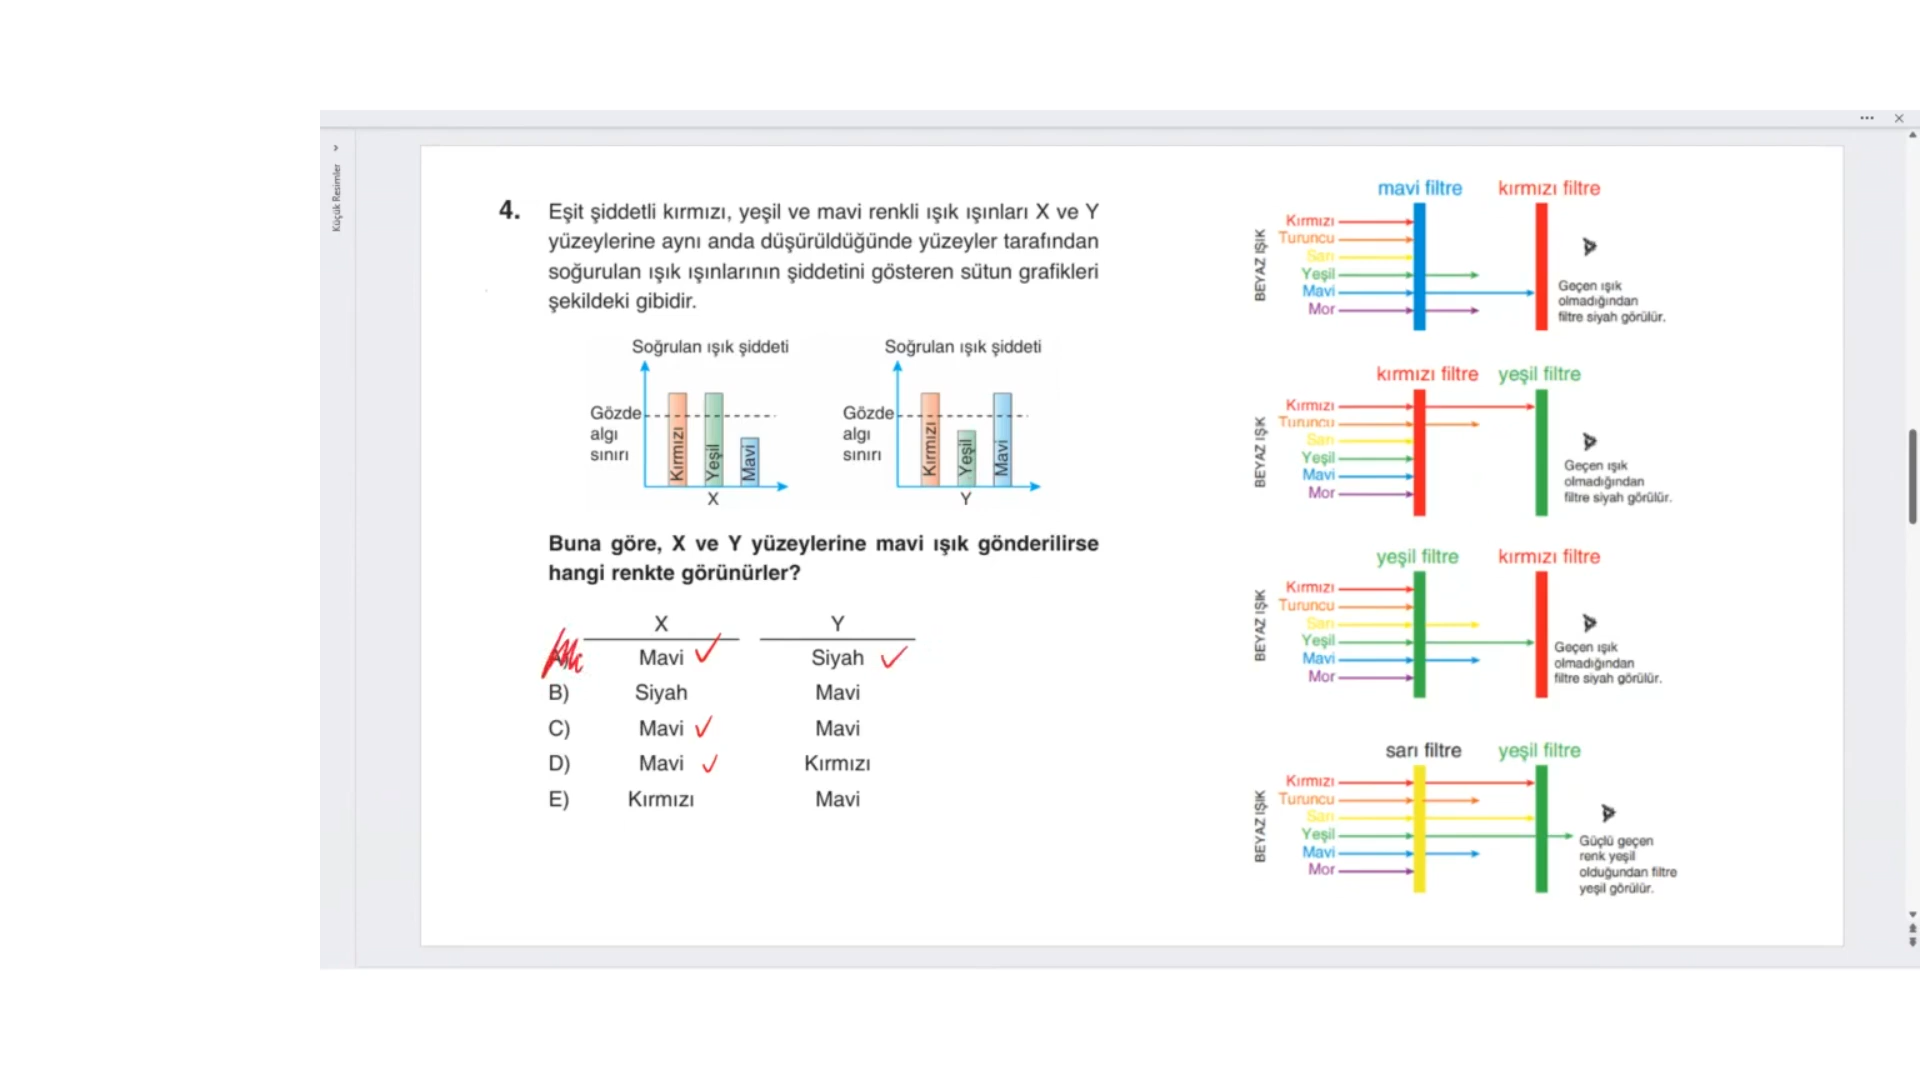 Küçük Resimler
4. Eşit şiddetli kırmızı, yeşil ve mavi renkli ışık ışınları X ve Y
yüzeylerine aynı anda düşürüldüğünde yüzeyler tarafından
soğurulan ışık ışınlarının şiddetini gösteren sütun grafikleri
şekildeki gibidir.
Soğrulan ışık şiddeti
Gözde
algı
sınırı
Kırmızı
Yeşil
Mavi
X
Soğrulan ışık şiddeti
Gözde
algı
sınırı
Kırmızı
Yeşil
Mavi
Y
Buna göre, X ve Y yüzeylerine mavi ışık gönderilirse
hangi renkte görünürler?
X Y
Mavi Siyah
B) Siyah Mavi
C) Mavi Mavi
D) Mavi Kırmızı
E) Kırmızı Mavi
mavi filtre kırmızı filtre
BEYAZ IŞIK
Kırmızı
Turuncu
Sarı
Yeşil
Mavi
Mor
Geçen ışık
olmadığından
filtre siyah görülür.
kırmızı filtre yeşil filtre
BEYAZ IŞIK
Kırmızı
Turuncu
Sarı
Yeşil
Mavi
Mor
Geçen ışık
olmadığından
filtre siyah görülür.
yeşil filtre kırmızı filtre
BEYAZ IŞIK
Kırmızı
Turuncu
Sarı
Yeşil
Mavi
Mor
Geçen ışık
olmadığından
filtre siyah görülür.
sarı filtre yeşil filtre
BEYAZ IŞIK
Kırmızı
Turuncu
Sarı
Yeşil
Mavi
Mor
Güçlü geçen
renk yeşil
olduğundan filtre
yeşil görülür.